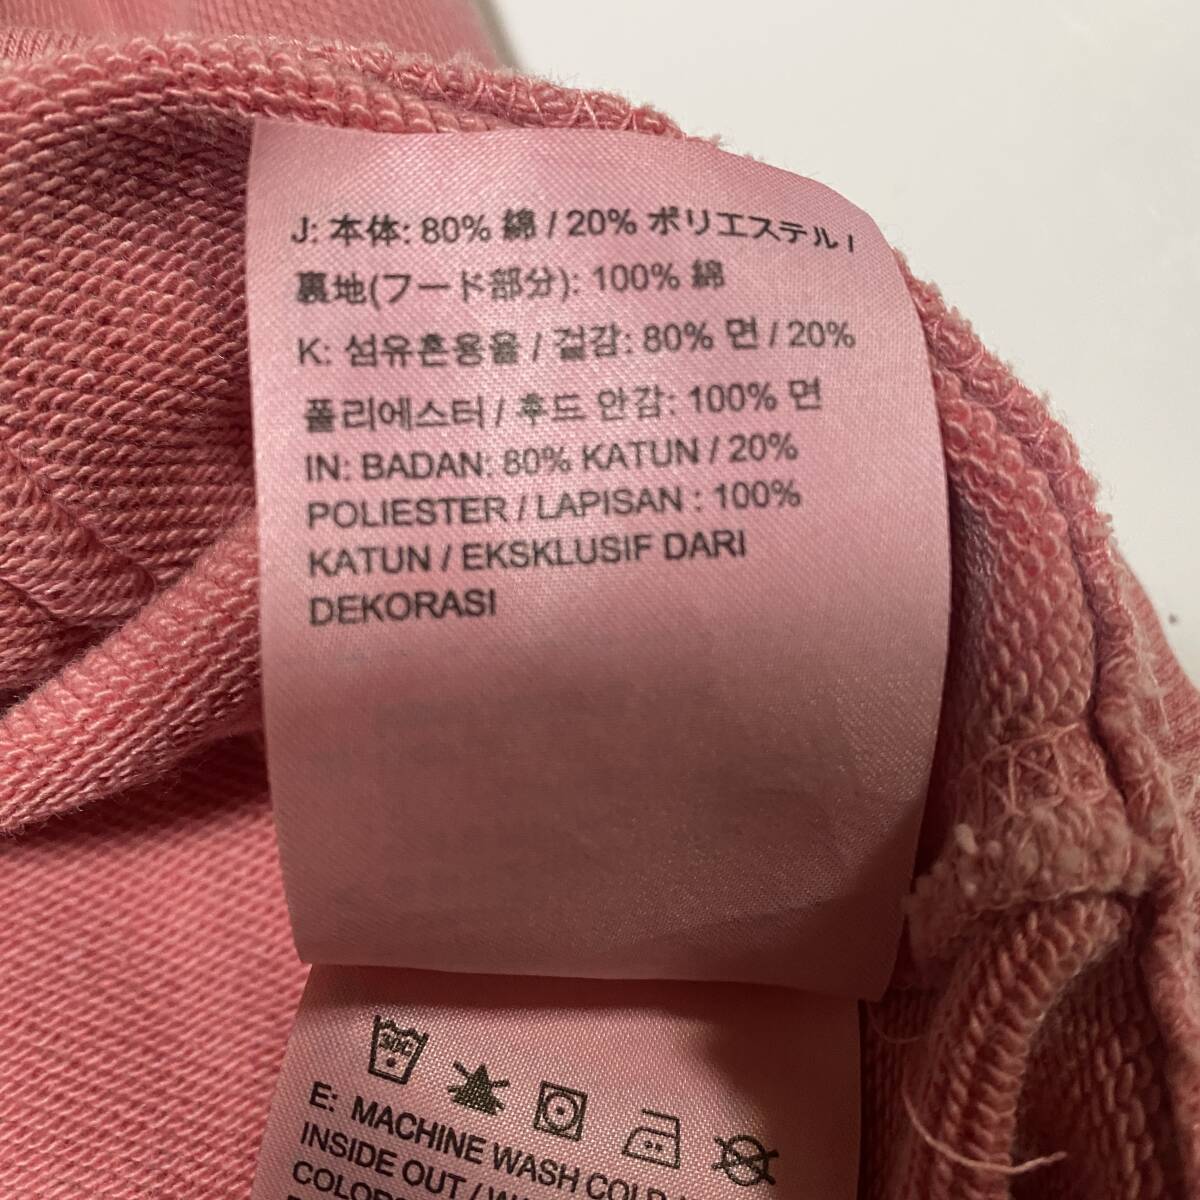 J: 本体: 80% 綿 / 20% ポリエステル /
裏地(フード部分): 100% 綿
K: 섬유혼용율 / 겉감: 80% 면 / 20%
폴리에스터 / 후드 안감: 100% 면
IN: BADAN: 80% KATUN / 20%
POLIESTER / LAPISAN : 100%
KATUN / EKSKLUSIF DARI
DEKORASI
30C
E: MACHINE WASH COLD
INSIDE OUT /